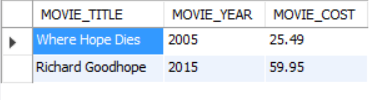 MOVIE_TITLE MOVIE_YEAR MOVIE_COST
Where Hope Dies 2005 25.49
Richard Goodhope 2015 59.95